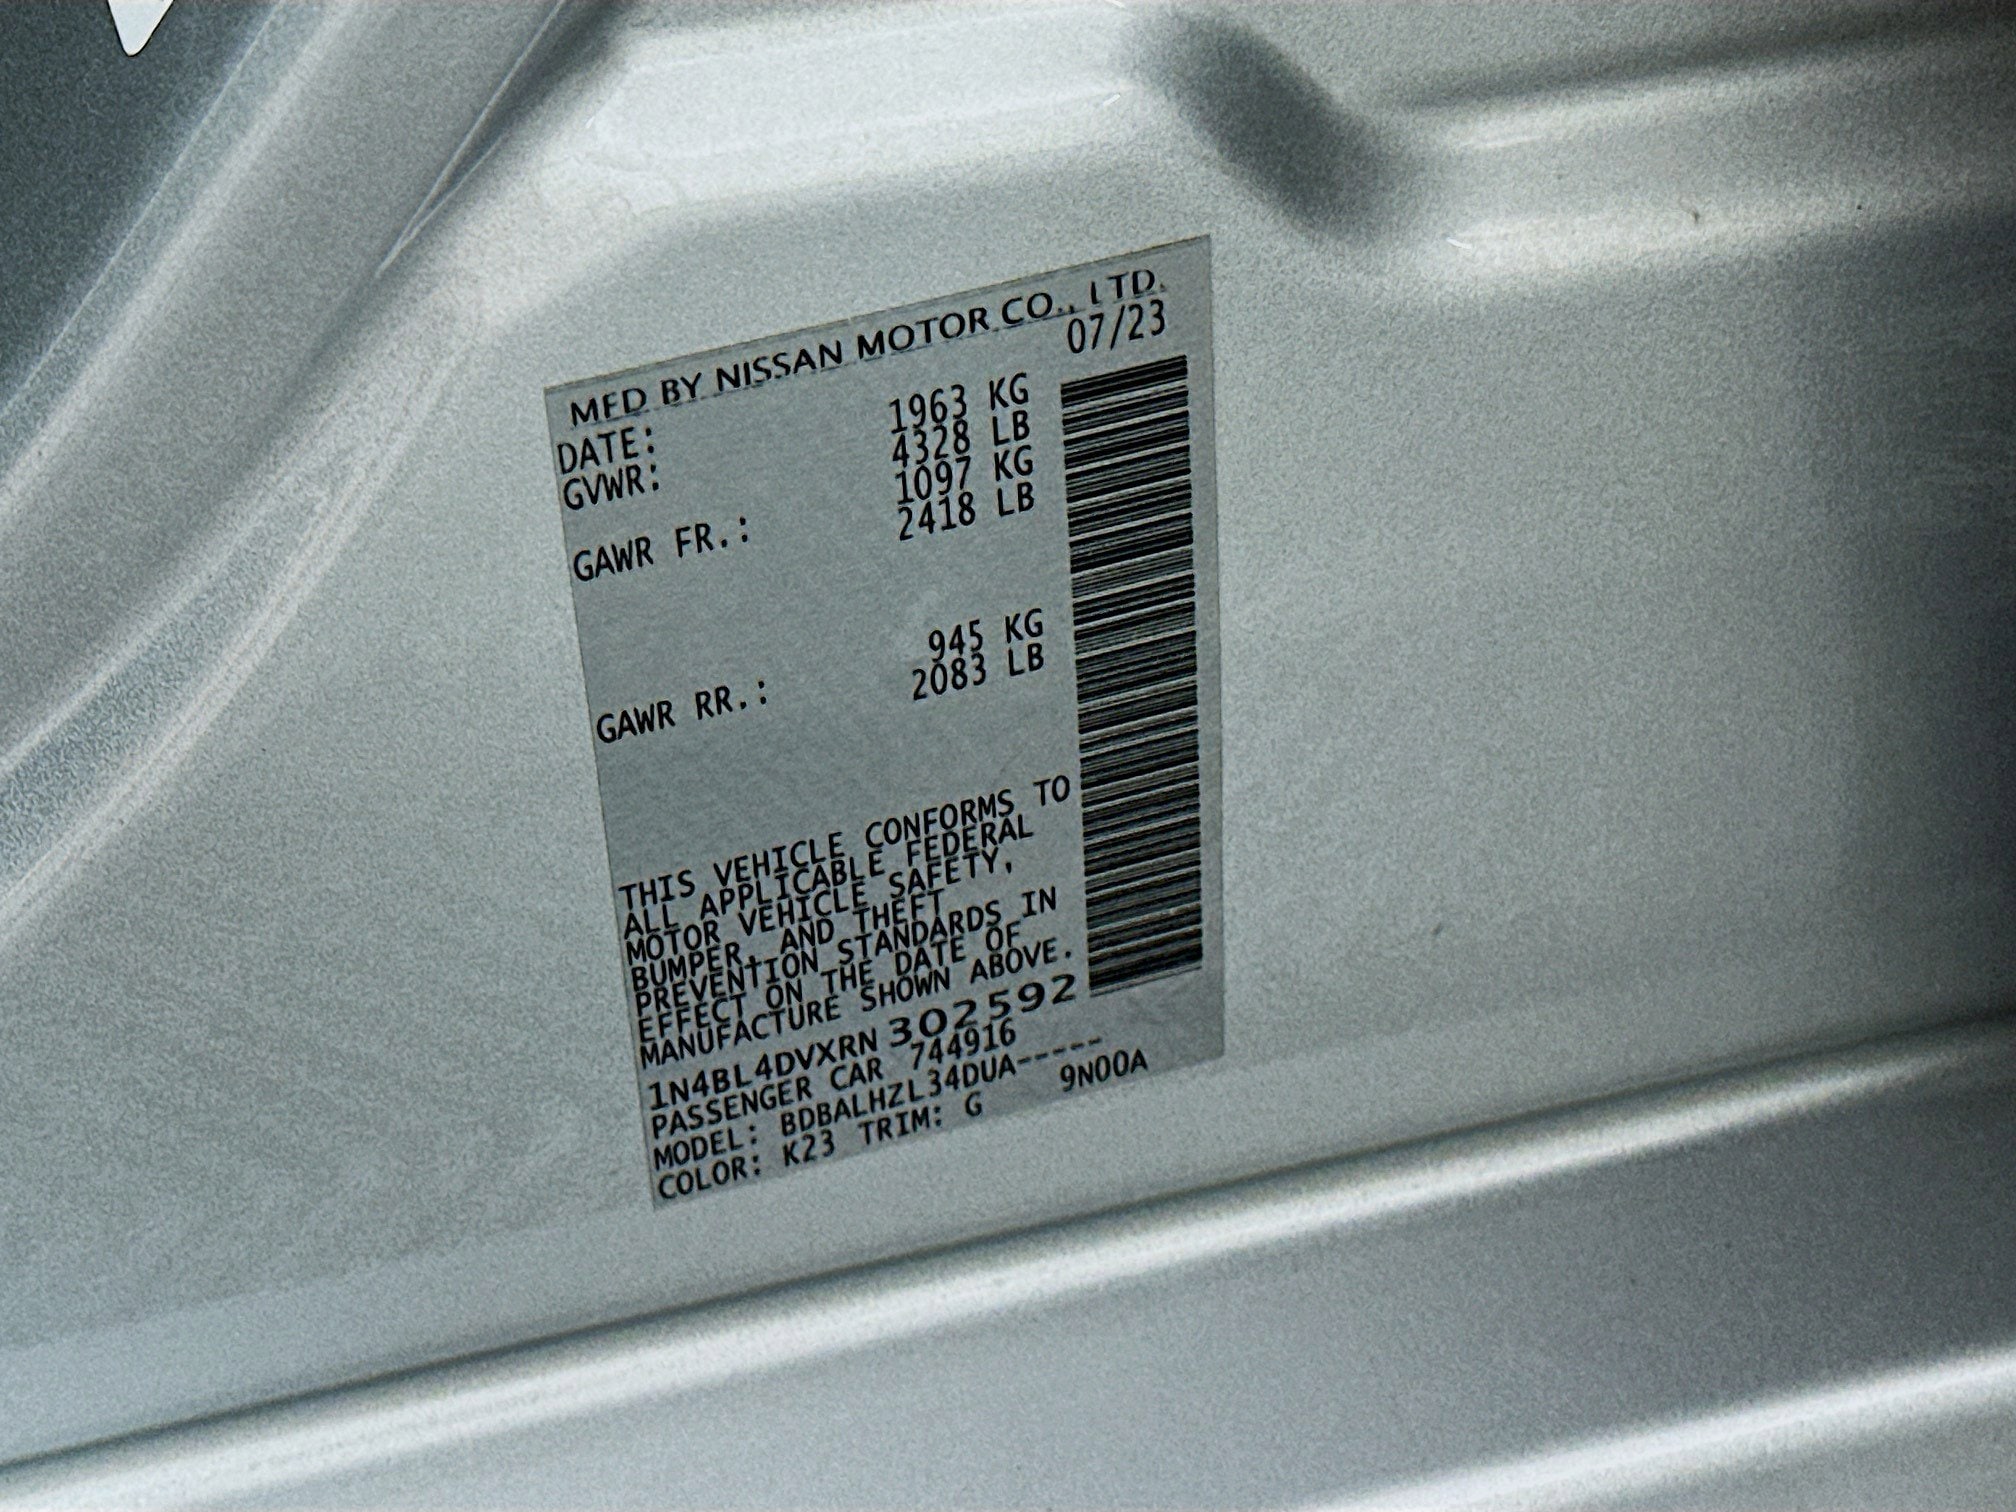 MFD BY NISSAN MOTOR CO., LTD.
DATE: 07/23
GVWR: 1963 KG
4328 LB
GAWR FR.: 1097 KG
2418 LB
GAWR RR.: 945 KG
2083 LB
THIS VEHICLE CONFORMS TO
ALL APPLICABLE FEDERAL
MOTOR VEHICLE SAFETY,
BUMPER, AND THEFT
PREVENTION STANDARDS IN
EFFECT ON THE DATE OF
MANUFACTURE SHOWN ABOVE.
1N4BL4DVXRN302592
PASSENGER CAR 744916
MODEL: BDBALHZL34DUA-----
COLOR: K23 TRIM: G 9N00A